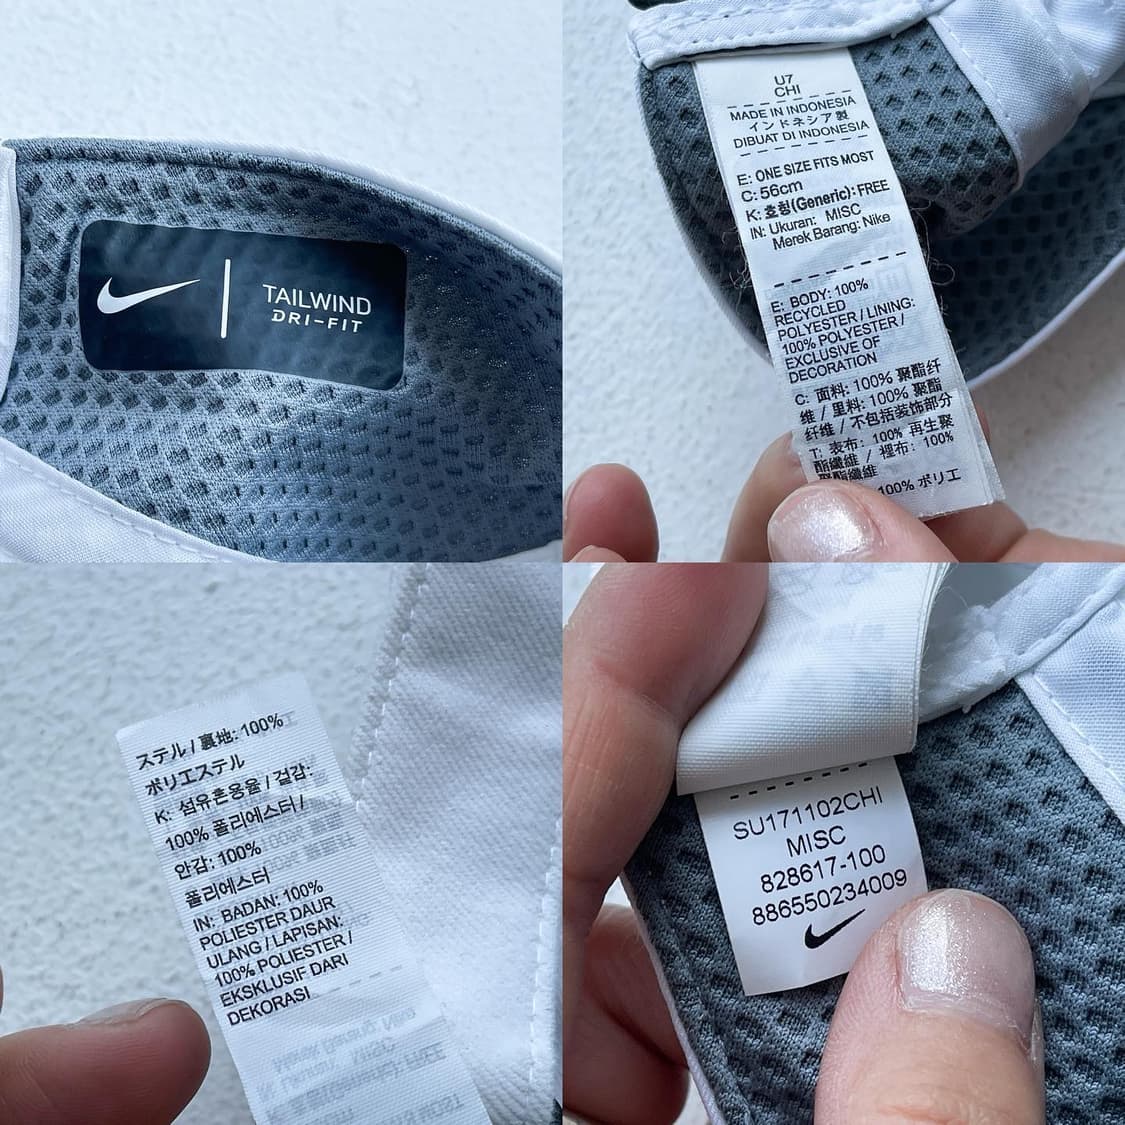 TAILWIND
DRI-FIT
U7
CHI
MADE IN INDONESIA
インドネシア製
DIBUAT DI INDONESIA
E: ONE SIZE FITS MOST
C: 56cm
K: 호칭(Generic): FREE
IN: Ukuran: MISC
Merek Barang: Nike
E: BODY: 100%
RECYCLED
POLYESTER / LINING:
100% POLYESTER /
EXCLUSIVE OF
DECORATION
C: 面料: 100% 聚酯纤
维 / 里料: 100% 聚酯
纤维 / 不包括装饰部分
T: 表布: 100% 再生聚
酯纖維 / 裡布: 100%
聚酯纖維
100% ポリエ
ステル / 裏地: 100%
ポリエステル
K: 섬유혼용율 / 겉감:
100% 폴리에스터 /
안감: 100%
폴리에스터
IN: BADAN: 100%
POLIESTER DAUR
ULANG / LAPISAN:
100% POLIESTER /
EKSKLUSIF DARI
DEKORASI
SU171102CHI
MISC
828617-100
886550234009